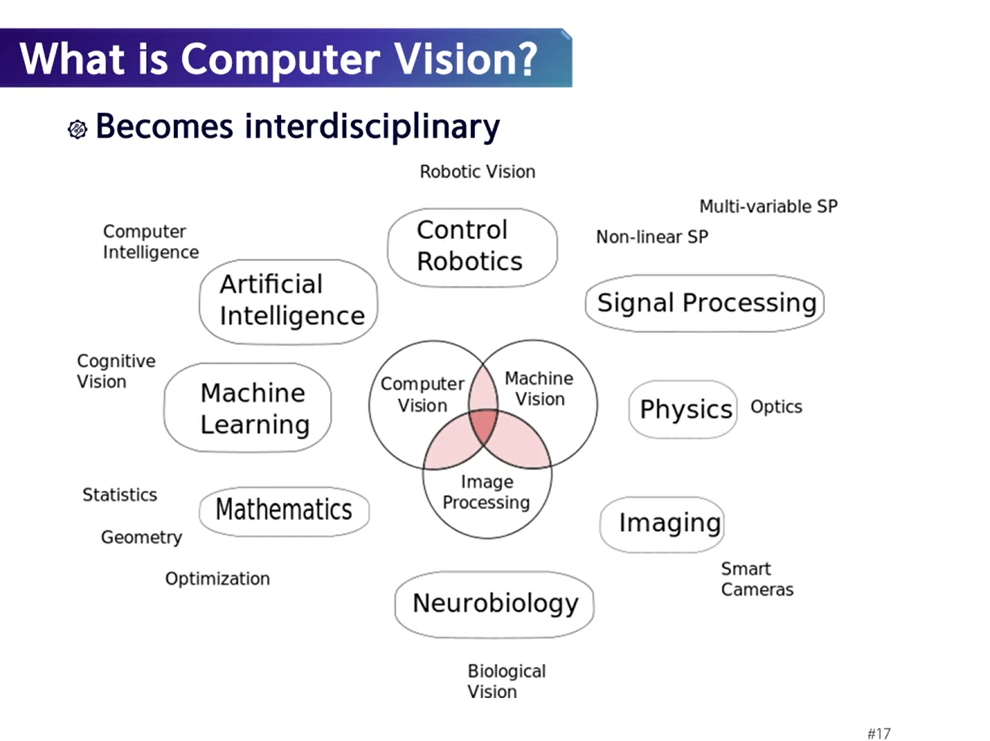 What is Computer Vision?
Becomes interdisciplinary
Robotic Vision
Multi-variable SP
Non-linear SP
Computer
Intelligence
Control
Robotics
Artificial
Intelligence
Signal Processing
Cognitive
Vision
Machine
Learning
Computer
Vision
Machine
Vision
Physics
Optics
Image
Processing
Statistics
Mathematics
Geometry
Optimization
Imaging
Smart
Cameras
Neurobiology
Biological
Vision
#17